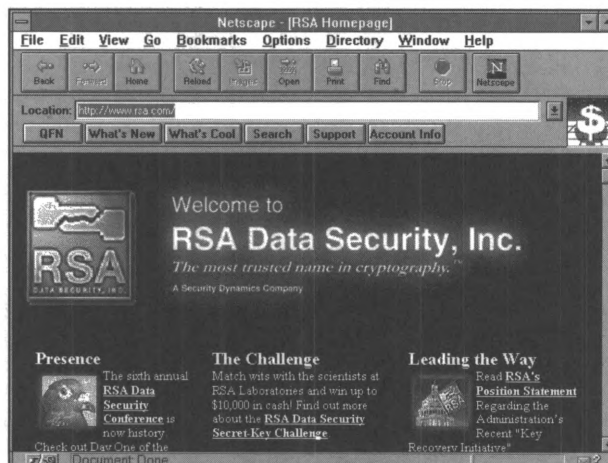 Netscape - [RSA Homepage]
File Edit View Go Bookmarks Options Directory Window Help
Back Forward Home Reload Images Open Print Find Stop Netscape
Location: http://www.rsa.com/
QFN What's New What's Cool Search Support Account Info
$
RSA
DATA SECURITY, INC.
Welcome to
RSA Data Security, Inc.
The most trusted name in cryptography.™
A Security Dynamics Company
Presence
The sixth annual
RSA Data
Security
Conference is
now history.
Check out Day One of the
The Challenge
Match wits with the scientists at
RSA Laboratories and win up to
$10,000 in cash! Find out more
about the RSA Data Security
Secret-Key Challenge
Leading the Way
Read RSA's
Position Statement
Regarding the
Administration's
Recent "Key
Recovery Initiative"
Document: Done